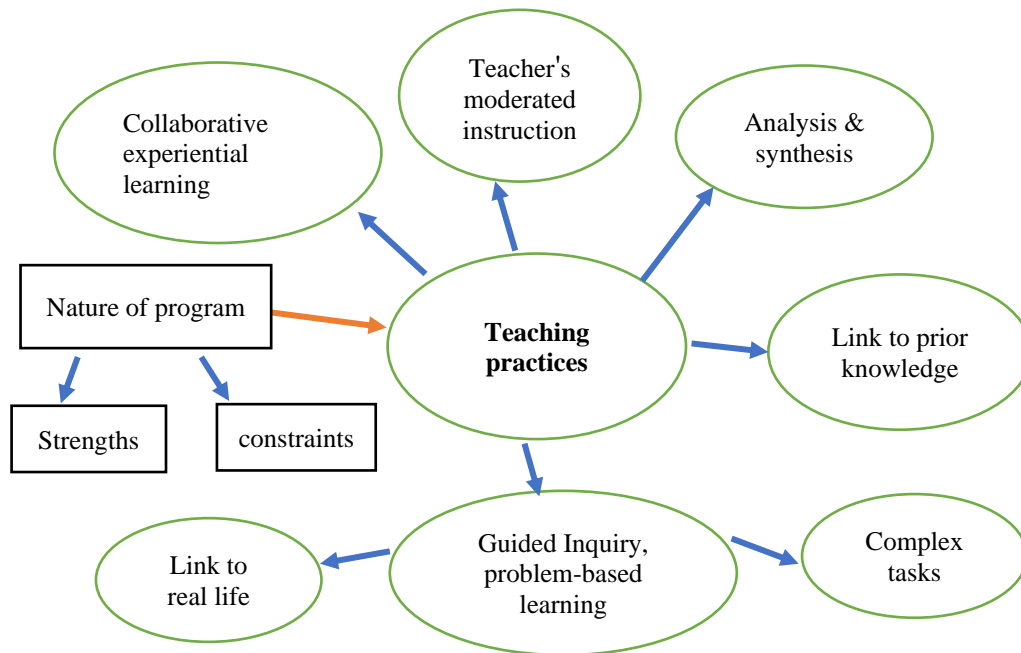 Teacher's
moderated
instruction
Collaborative
experiential
learning
Analysis &
synthesis
Nature of program
Teaching
practices
Link to prior
knowledge
Strengths
constraints
Guided Inquiry,
problem-based
learning
Link to
real life
Complex
tasks